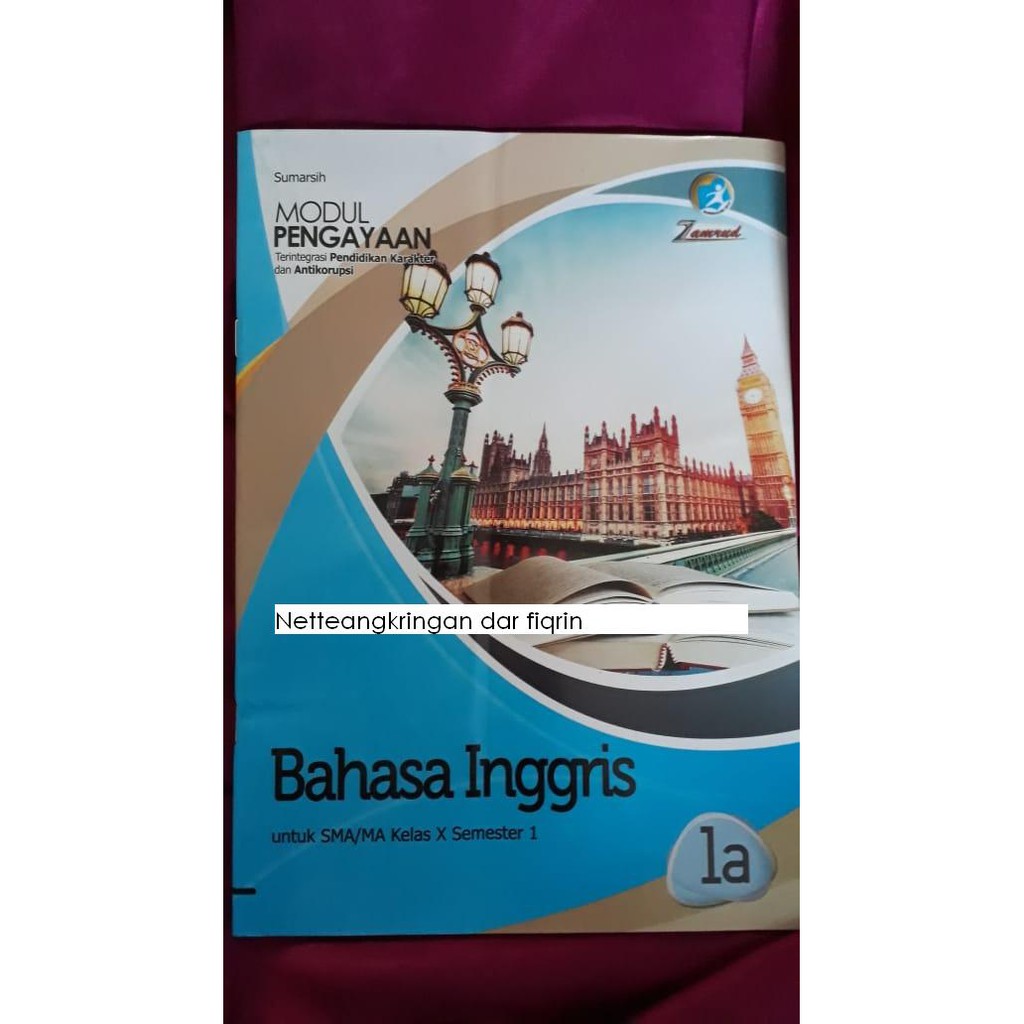 Sumarsih
MODUL
PENGAYAAN
Terintegrasi Pendidikan Karakter
dan Antikorupsi
Zamrud
Netteangkringan dar fiqrin
Bahasa Inggris
untuk SMA/MA Kelas X Semester 1
1a